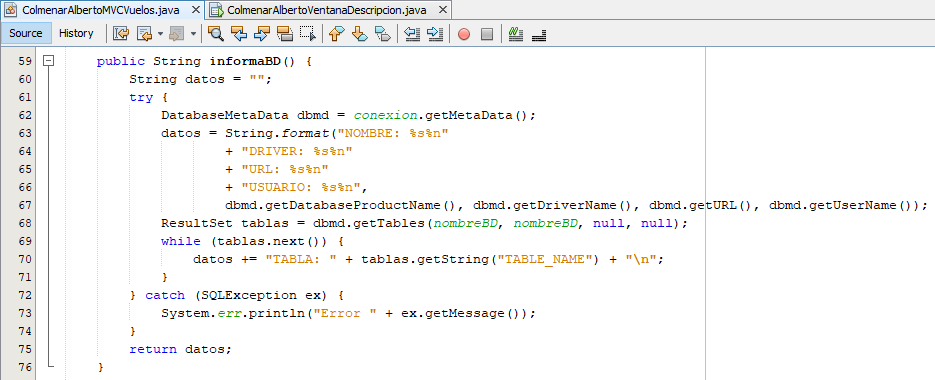 ColmenarAlbertoMVCVuelos.java ColmenarAlbertoVentanaDescripcion.java
Source History
59 public String informaBD() {
60 String datos = "";
61 try {
62 DatabaseMetaData dbmd = conexion.getMetaData();
63 datos = String.format("NOMBRE: %s%n"
64 + "DRIVER: %s%n"
65 + "URL: %s%n"
66 + "USUARIO: %s%n",
67 dbmd.getDatabaseProductName(), dbmd.getDriverName(), dbmd.getURL(), dbmd.getUserName());
68 ResultSet tablas = dbmd.getTables(nombreBD, nombreBD, null, null);
69 while (tablas.next()) {
70 datos += "TABLA: " + tablas.getString("TABLE_NAME") + "\n";
71 }
72 } catch (SQLException ex) {
73 System.err.println("Error " + ex.getMessage());
74 }
75 return datos;
76 }